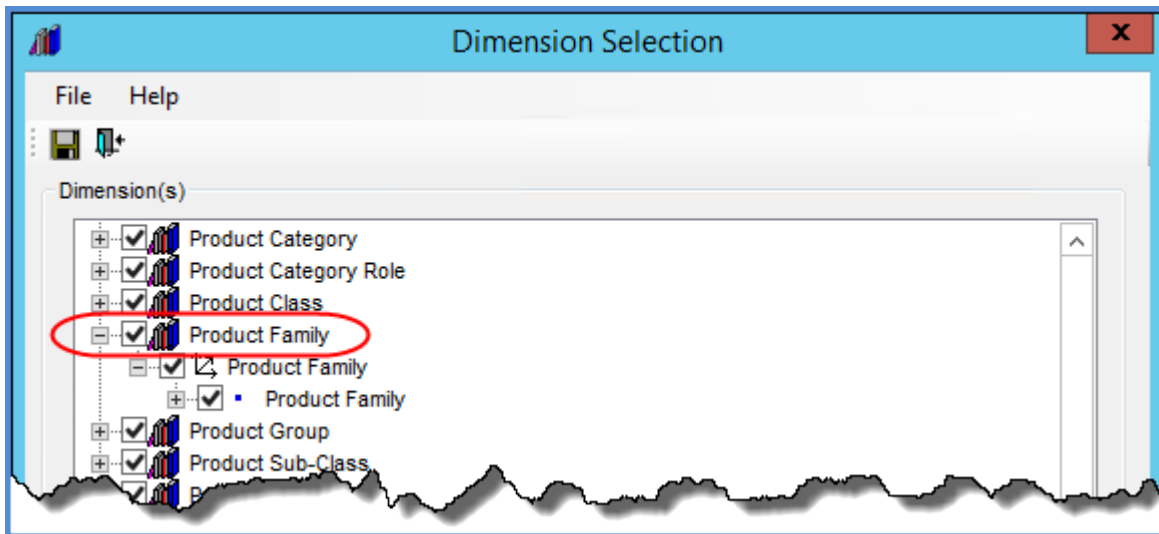 Dimension Selection
x
File Help
Dimension(s)
Product Category
Product Category Role
Product Class
Product Family
Product Family
Product Family
Product Group
Product Sub-Class